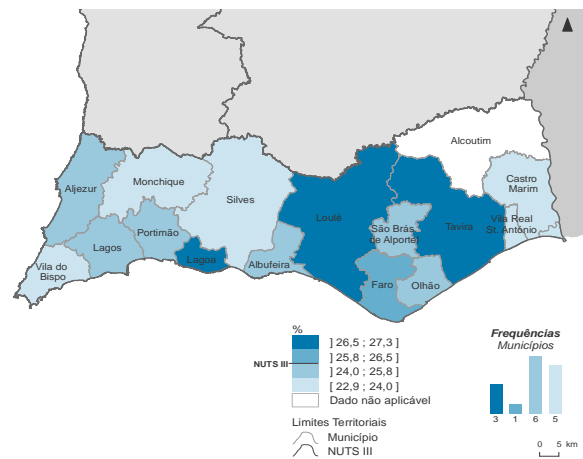 Alcoutim
Aljezur
Monchique
Castro
Marim
Silves
Loulé
São Brás
de Alportel
Tavira
Vila Real
St. António
Portimão
Lagos
Lagoa
Albufeira
Vila do
Bispo
Faro
Olhão
%
] 26,5 ; 27,3 ]
] 25,8 ; 26,5 ]
NUTS III
] 24,0 ; 25,8 ]
[ 22,9 ; 24,0 ]
Dado não aplicável
Limites Territoriais
Município
NUTS III
Frequências
Municípios
3 1 6 5
0 5 km